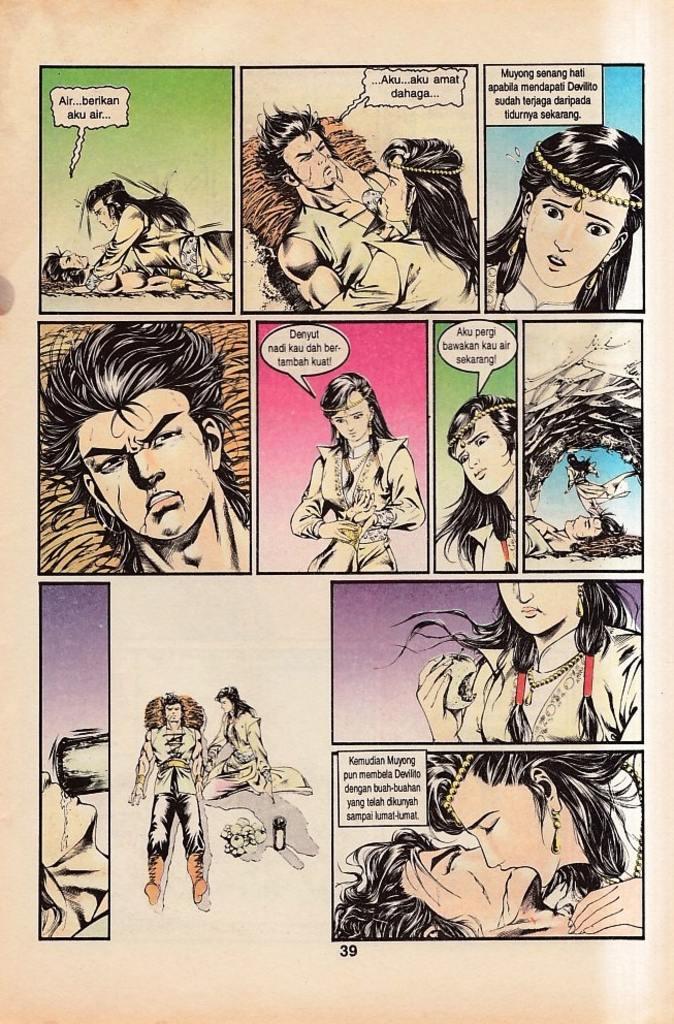 Air...berikan
aku air...
...Aku...aku amat
dahaga...
Muyong senang hati
apabila mendapati Devilito
sudah terjaga daripada
tidurnya sekarang.
Denyut
nadi kau dah ber-
tambah kuat!
Aku pergi
bawakan kau air
sekarang!
Kemudian Muyong
pun membela Devilito
dengan buah-buahan
yang telah dikunyah
sampai lumat-lumat.
39